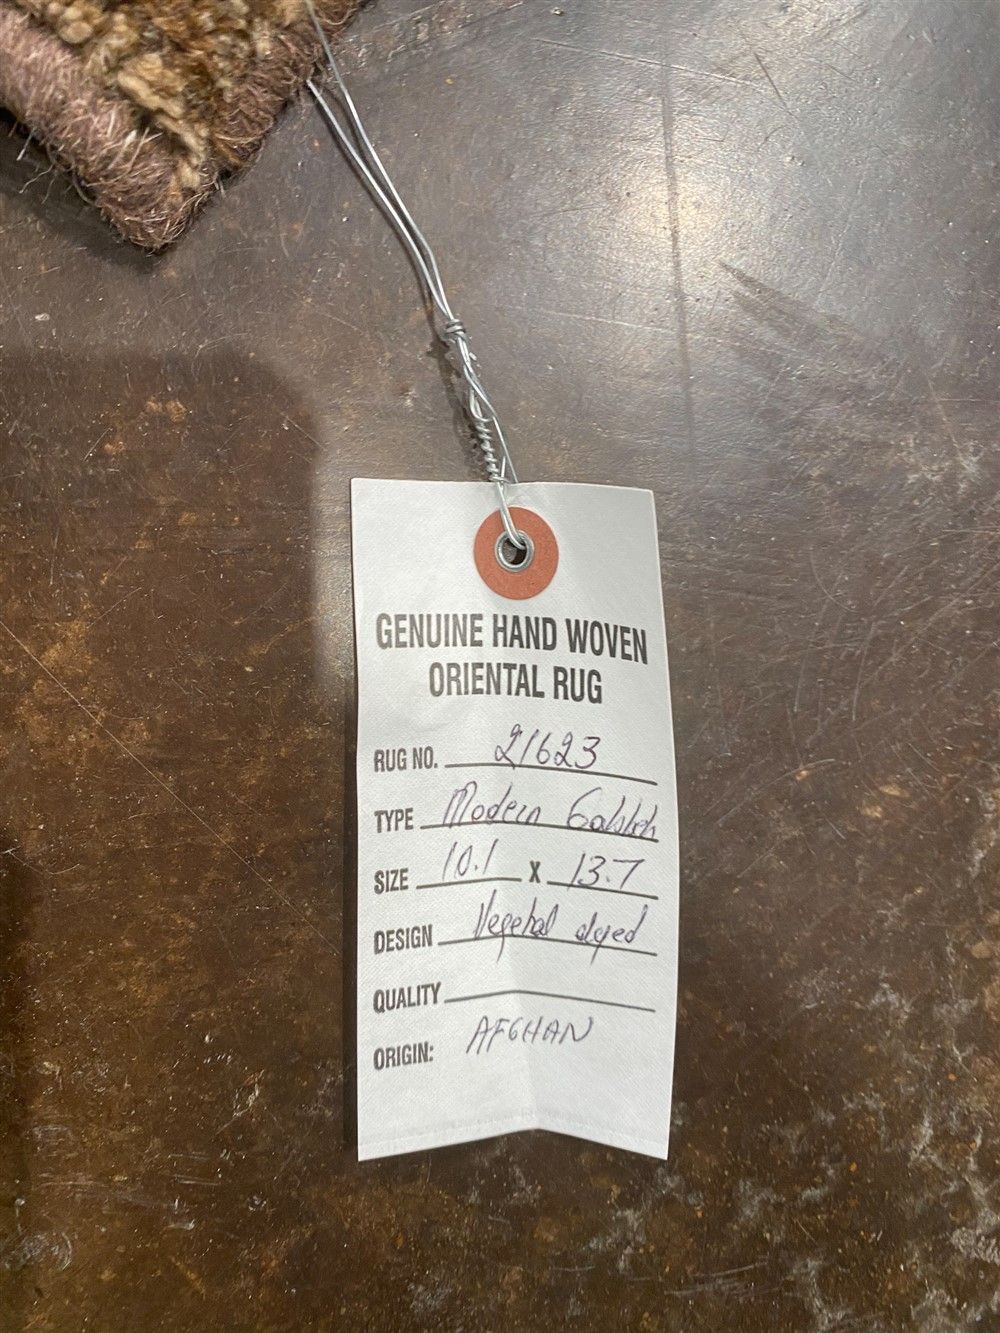 GENUINE HAND WOVEN
ORIENTAL RUG
RUG NO. 21623
TYPE Modern
SIZE 10.1 X 13.7
DESIGN Vegetal dyed
QUALITY
ORIGIN: AFGHAN